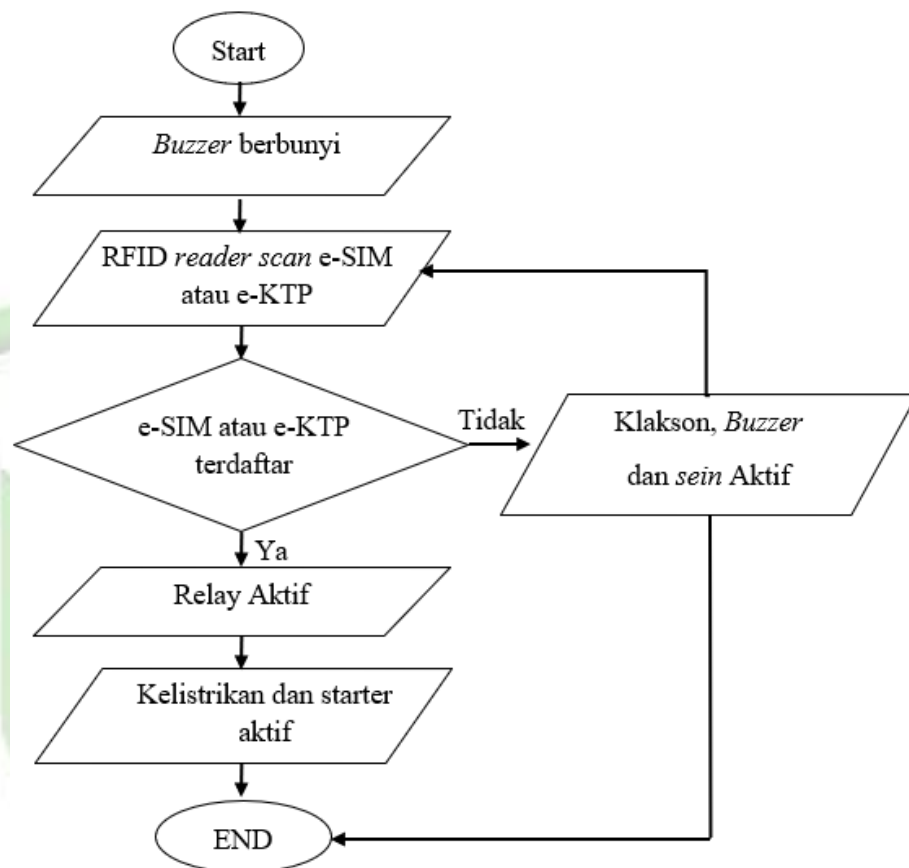 Start
Buzzer berbunyi
RFID reader scan e-SIM
atau e-KTP
e-SIM atau e-KTP
terdaftar
Tidak
Klakson, Buzzer
dan sein Aktif
Ya
Relay Aktif
Kelistrikan dan starter
aktif
END